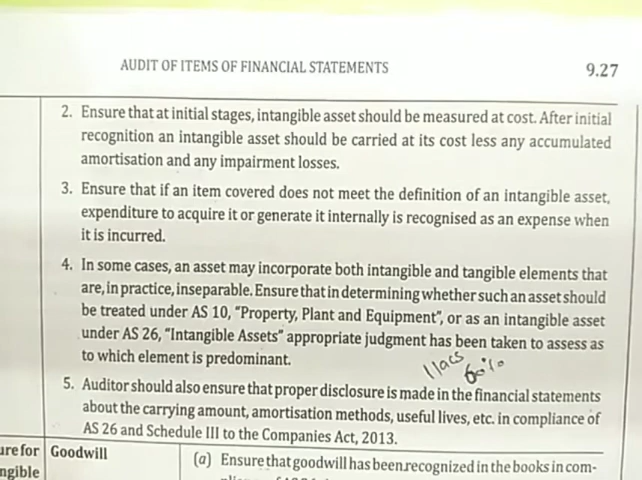 AUDIT OF ITEMS OF FINANCIAL STATEMENTS 9.27
2. Ensure that at initial stages, intangible asset should be measured at cost. After initial
recognition an intangible asset should be carried at its cost less any accumulated
amortisation and any impairment losses.
3. Ensure that if an item covered does not meet the definition of an intangible asset,
expenditure to acquire it or generate it internally is recognised as an expense when
it is incurred.
4. In some cases, an asset may incorporate both intangible and tangible elements that
are, in practice, inseparable. Ensure that in determining whether such an asset should
be treated under AS 10, "Property, Plant and Equipment", or as an intangible asset
under AS 26, "Intangible Assets" appropriate judgment has been taken to assess as
to which element is predominant.
60%
5. Auditor should also ensure that proper disclosure is made in the financial statements
about the carrying amount, amortisation methods, useful lives, etc. in compliance of
AS 26 and Schedule III to the Companies Act, 2013.
ure for Goodwill (a) Ensure that goodwill has been recognized in the books in com-
ngible